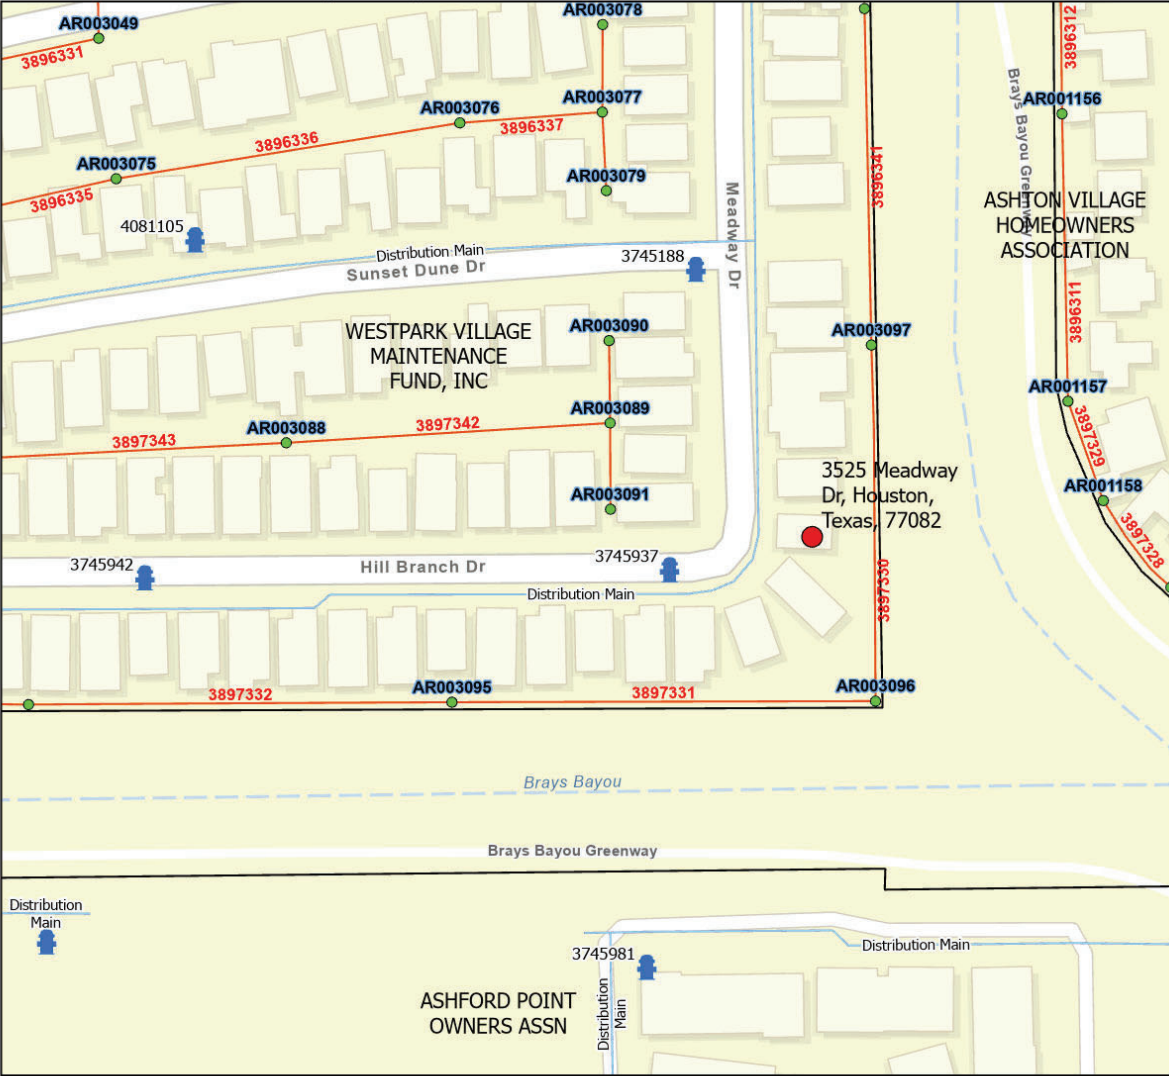 AR003078
AR003049
3896331
3896312
AR003077
AR001156
AR003076
3896337
3896336
AR003075
3896335
AR003079
3896341
Brays Bayou Greenway
ASHTON VILLAGE
HOMEOWNERS
ASSOCIATION
4081105
Meadway Dr
Distribution Main
Sunset Dune Dr
3745188
3896311
AR003090
AR003097
WESTPARK VILLAGE
MAINTENANCE
FUND, INC
AR001157
AR003089
AR003088
3897342
3897343
3897329
3525 Meadway
Dr, Houston,
Texas, 77082
AR001158
AR003091
3897328
3745942
3745937
Hill Branch Dr
3897330
Distribution Main
AR003095
AR003096
3897332
3897331
Brays Bayou
Brays Bayou Greenway
Distribution
Main
3745981
Distribution Main
Distribution
Main
ASHFORD POINT
OWNERS ASSN